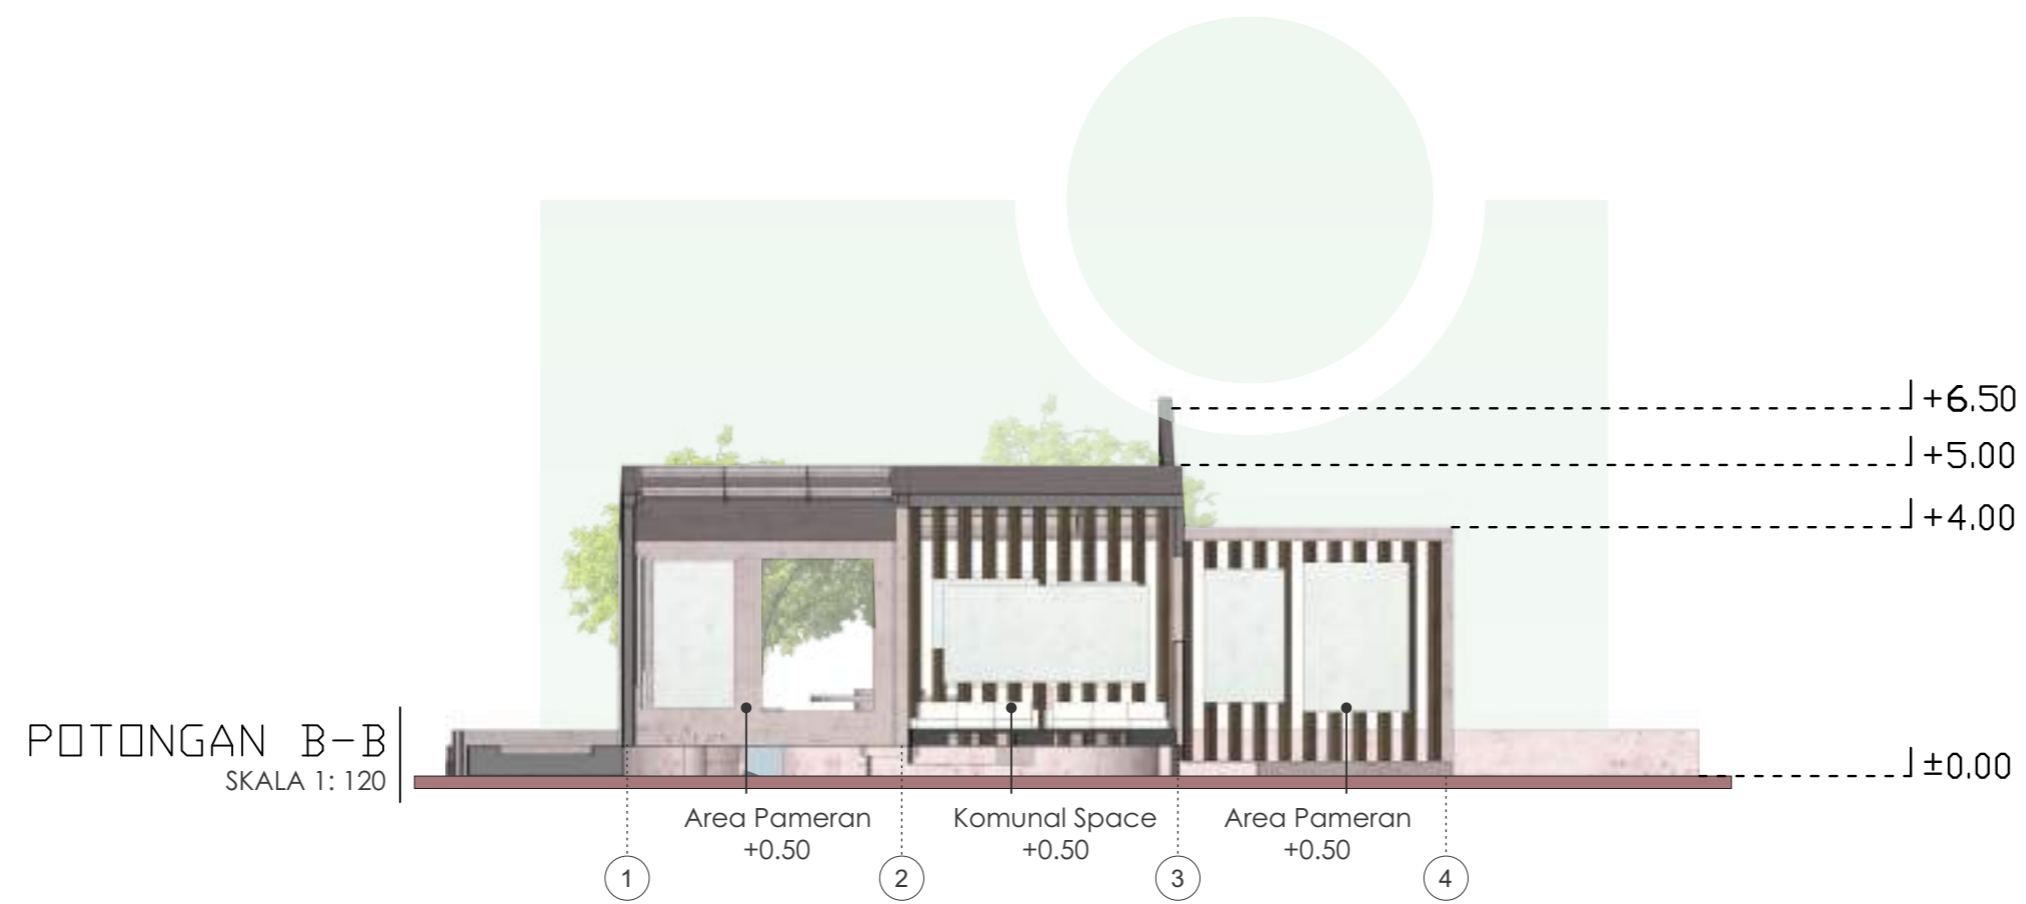 +6.50
+5.00
+4.00
POTONGAN B-B
SKALA 1: 120
±0.00
Area Pameran
+0.50
Komunal Space
+0.50
Area Pameran
+0.50
1
2
3
4